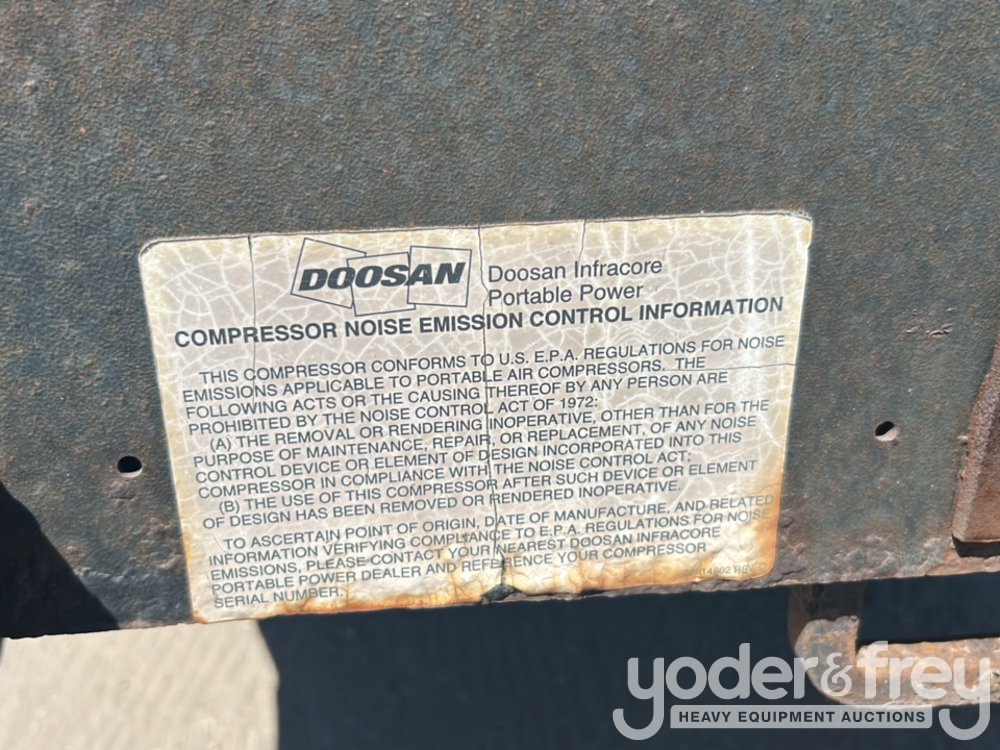 DOOSAN
Doosan Infracore
Portable Power
COMPRESSOR NOISE EMISSION CONTROL INFORMATION
THIS COMPRESSOR CONFORMS TO U.S. E.P.A. REGULATIONS FOR NOISE
EMISSIONS APPLICABLE TO PORTABLE AIR COMPRESSORS. THE
FOLLOWING ACTS OR THE CAUSING THEREOF BY ANY PERSON ARE
PROHIBITED BY THE NOISE CONTROL ACT OF 1972:
(A) THE REMOVAL OR RENDERING INOPERATIVE, OTHER THAN FOR THE
PURPOSE OF MAINTENANCE, REPAIR, OR REPLACEMENT, OF ANY NOISE
CONTROL DEVICE OR ELEMENT OF DESIGN INCORPORATED INTO THIS
COMPRESSOR IN COMPLIANCE WITH THE NOISE CONTROL ACT;
(B) THE USE OF THIS COMPRESSOR AFTER SUCH DEVICE OR ELEMENT
OF DESIGN HAS BEEN REMOVED OR RENDERED INOPERATIVE.
TO ASCERTAIN POINT OF ORIGIN, DATE OF MANUFACTURE, AND RELATED
INFORMATION VERIFYING COMPLIANCE TO E.P.A. REGULATIONS FOR NOISE
EMISSIONS, PLEASE CONTACT YOUR NEAREST DOOSAN INFRACORE
PORTABLE POWER DEALER AND REFERENCE YOUR COMPRESSOR
SERIAL NUMBER.
yoder&frey
HEAVY EQUIPMENT AUCTIONS